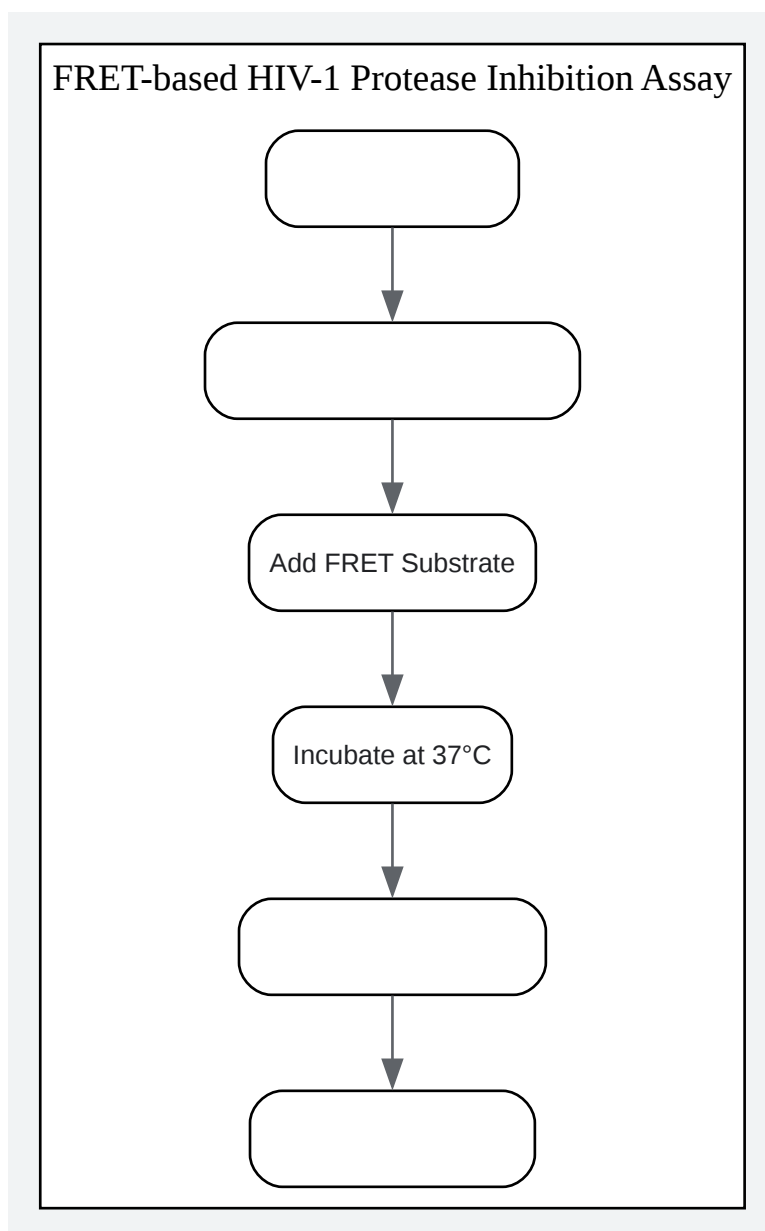 FRET-based HIV-1 Protease Inhibition Assay
Add FRET Substrate
Incubate at 37°C